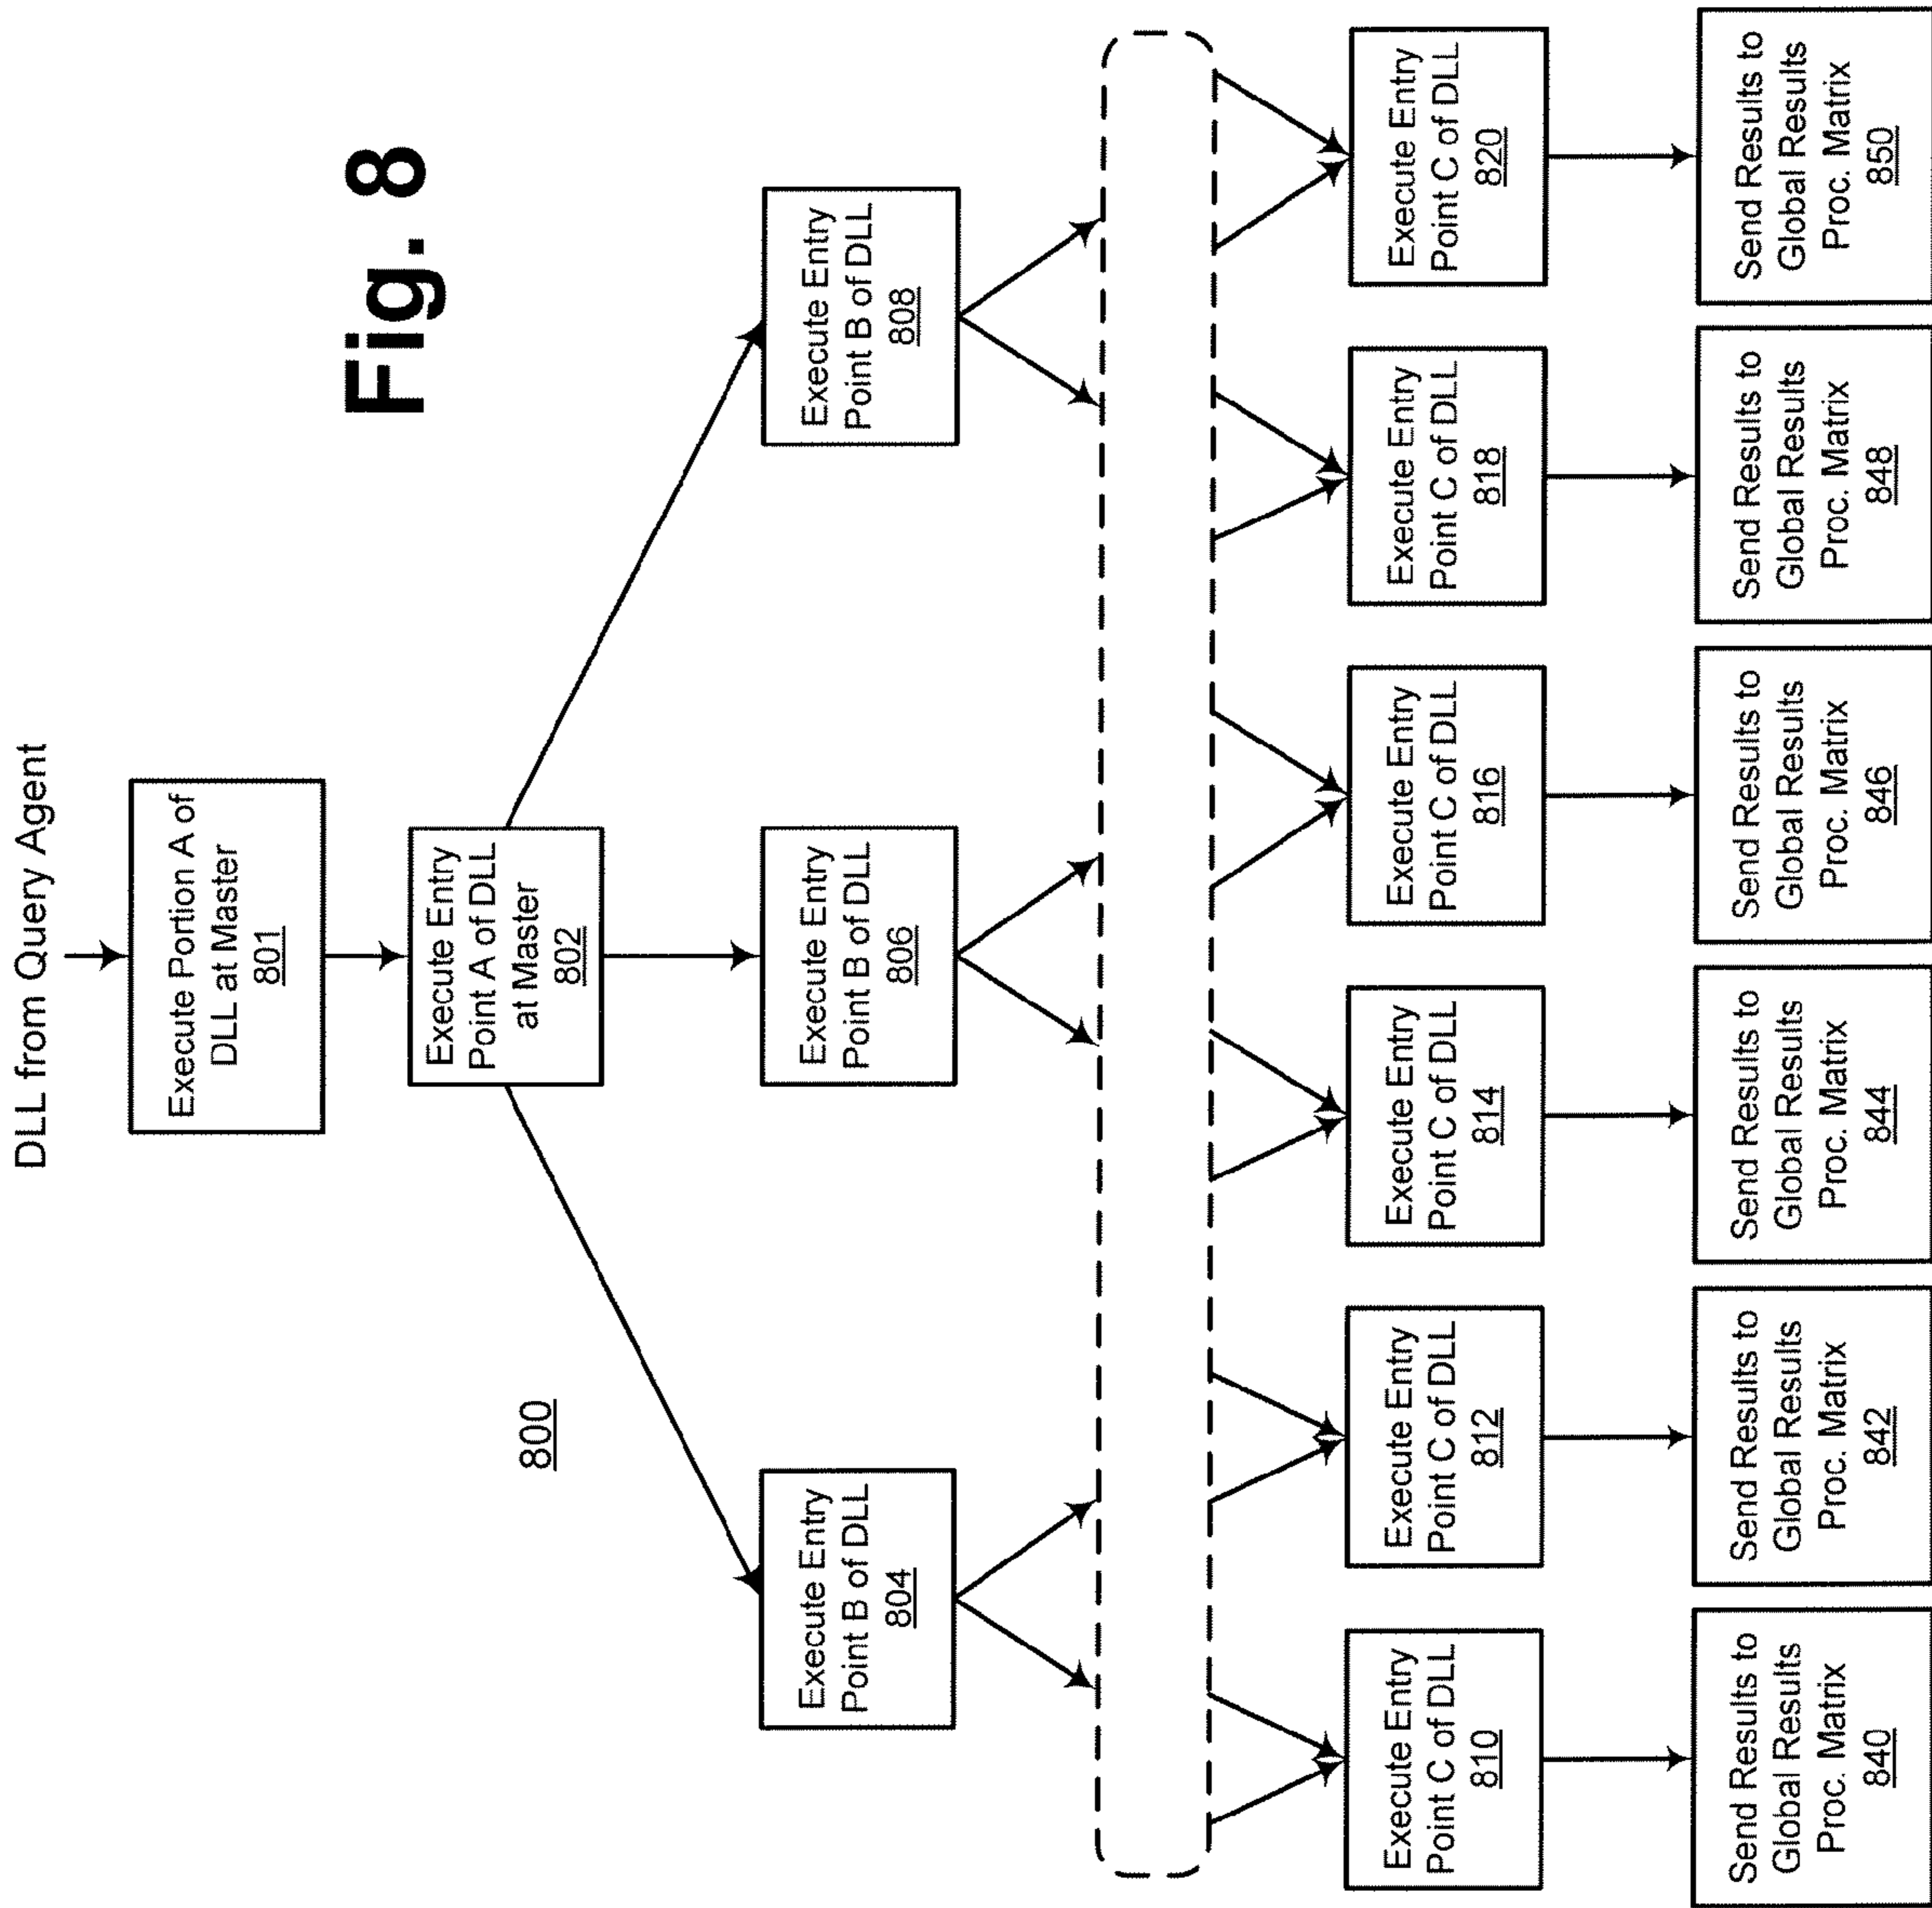 DLL from Query Agent
Execute Portion A of
DLL at Master
801
Fig. 8
Execute Entry
Point A of DLL
at Master
802
800
Execute Entry
Point B of DLL
804
Execute Entry
Point B of DLL
806
Execute Entry
Point B of DLL
808
Execute Entry
Point C of DLL
810
Execute Entry
Point C of DLL
812
Execute Entry
Point C of DLL
814
Execute Entry
Point C of DLL
816
Execute Entry
Point C of DLL
818
Execute Entry
Point C of DLL
820
Send Results to
Global Results
Proc. Matrix
840
Send Results to
Global Results
Proc. Matrix
842
Send Results to
Global Results
Proc. Matrix
844
Send Results to
Global Results
Proc. Matrix
846
Send Results to
Global Results
Proc. Matrix
848
Send Results to
Global Results
Proc. Matrix
850